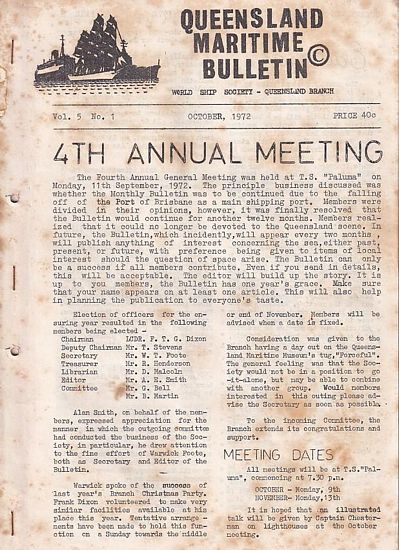 QUEENSLAND
MARITIME
BULLETIN ©
WORLD SHIP SOCIETY - QUEENSLAND BRANCH
Vol. 5 No. 1 OCTOBER, 1972 PRICE 40c
4TH ANNUAL MEETING
The Fourth Annual General Meeting was held at T.S. "Paluma" on
Monday, 11th September, 1972. The principle business discussed was
whether the Monthly Bulletin was to be continued due to the falling
off of the Port of Brisbane as a main shipping port. Members were
divided in their opinions, however, it was finally resolved that
the Bulletin would continue for another twelve months. Members real-
ized that it could no longer be devoted to the Queensland scene. In
future, the Bulletin,which incidently,will appear every two months ,
will publish anything of interest concerning the sea,either past,
present, or future, with preference being given to items of local
interest should the question of space arise. The Bulletin can only
be a success if all members contribute. Even if you send in details,
this will be acceptable. The editor will build up the story. It is
up to you members, the Bulletin has one year's grace. Make sure
that your name appears on at least one article. This will also help
in planning the publication to everyone's taste.
Election of officers for the en-
suing year resulted in the following
members being elected -
Chairman LCDR. F. T. G. Dixon
Deputy Chairman Mr. T. Stevens
Secretary Mr. W. T. Foote
Treasurer Mr. R. Henderson
Librarian Mr. D. Malcolm
Editor Mr. A. E. Smith
Committee Mr. G. Ball
Mr. B. Martin
Alan Smith, on behalf of the mem-
bers, expressed appreciation for the
manner in which the outgoing committee
had conducted the business of the Soc-
iety, in particular, he drew attention
to the fine effort of Warwick Foote,
both as Secretary and Editor of the
Bulletin.
Warwick spoke of the success of
last year's Branch Christmas Party.
Frank Dixon volunteered to make very
similar facilities available at his
place this year. Tentative arrange-
ments have been made to hold this fun-
ction on a Sunday towards the middle
or end of November. Members will be
advised when a date is fixed.
Consideration was given to the
Branch having a day out on the Queens-
land Maritime Museum's tug,"Forceful".
The general feeling was that the Soc-
iety would not be in a position to go
it-alone, but may be able to combine
with another group. Would members
interested in this outing please ad-
vise the Secretary as soon as possible.
To the incoming Committee, the
Branch extends its congratulations and
support.
MEETING DATES
All meetings will be at T.S."Pal-
uma", commencing at 7.30 pm.
OCTOBER - Monday, 9th
NOVEMBER- Monday,13th
It is hoped that an illustrated
talk will be given by Captain Chester-
man on lighthouses at the October
meeting.